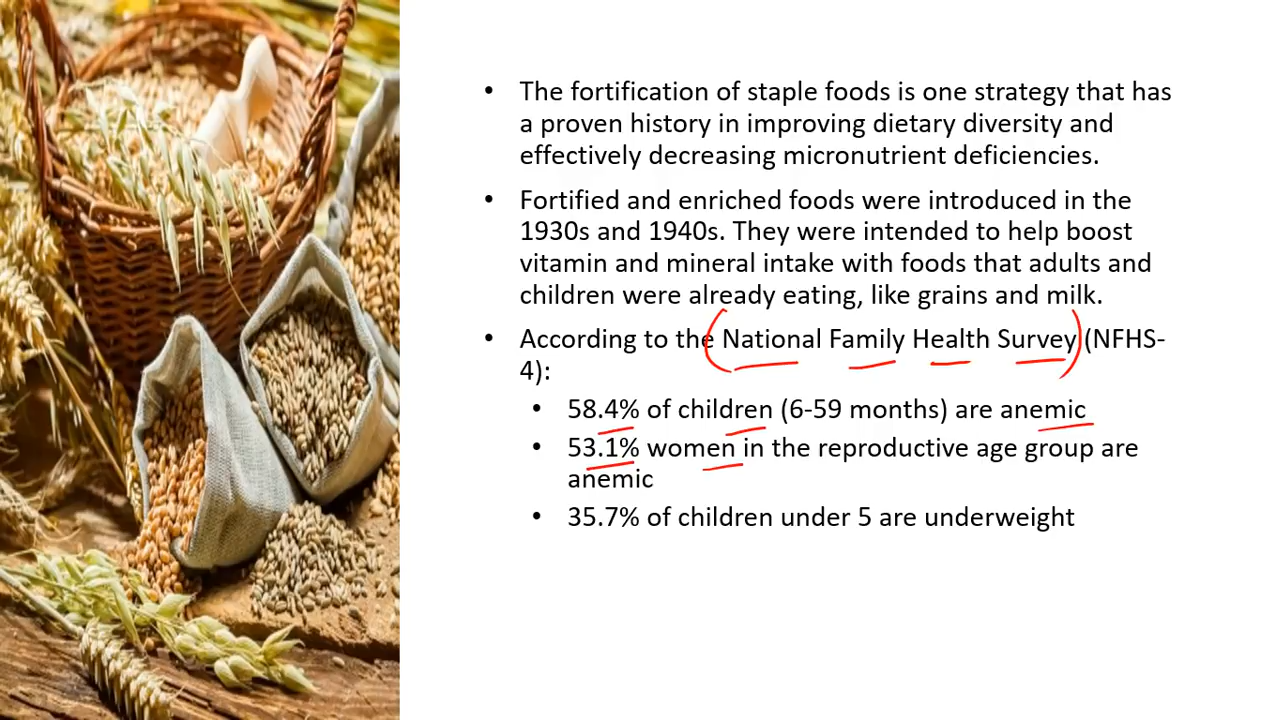 • The fortification of staple foods is one strategy that has
a proven history in improving dietary diversity and
effectively decreasing micronutrient deficiencies.
• Fortified and enriched foods were introduced in the
1930s and 1940s. They were intended to help boost
vitamin and mineral intake with foods that adults and
children were already eating, like grains and milk.
• According to the National Family Health Survey (NFHS-
4):
• 58.4% of children (6-59 months) are anemic
• 53.1% women in the reproductive age group are
anemic
• 35.7% of children under 5 are underweight